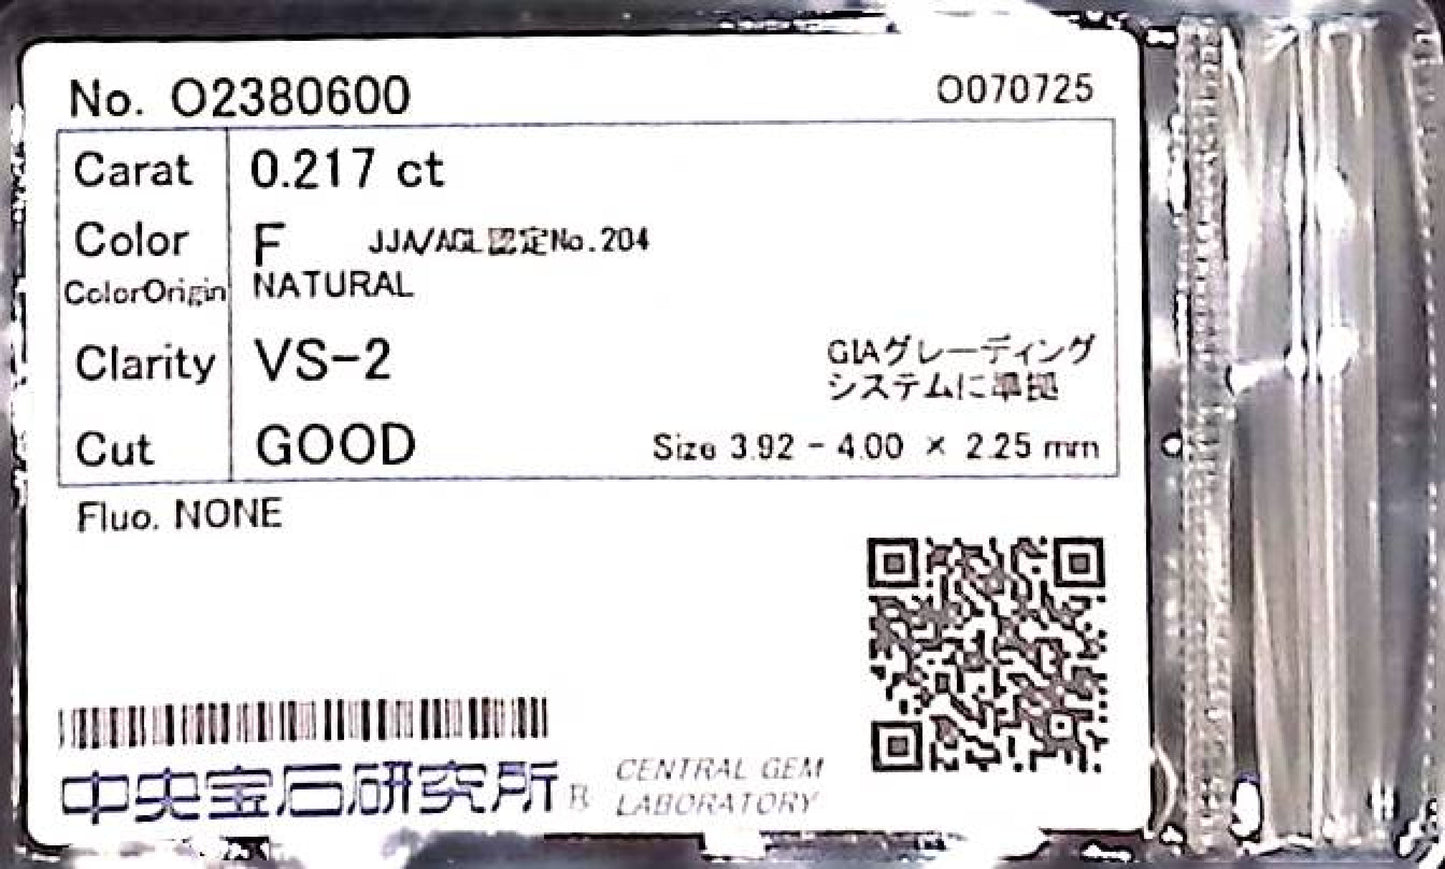 No. O2380600
O070725
Carat 0.217 ct
Color F JJA/AGL認定No.204
ColorOrigin NATURAL
Clarity VS-2
GIAグレーディング
システムに準拠
Cut GOOD Size 3.92 - 4.00 × 2.25 mm
Fluo. NONE
中央宝石研究所 R
CENTRAL GEM
LABORATORY